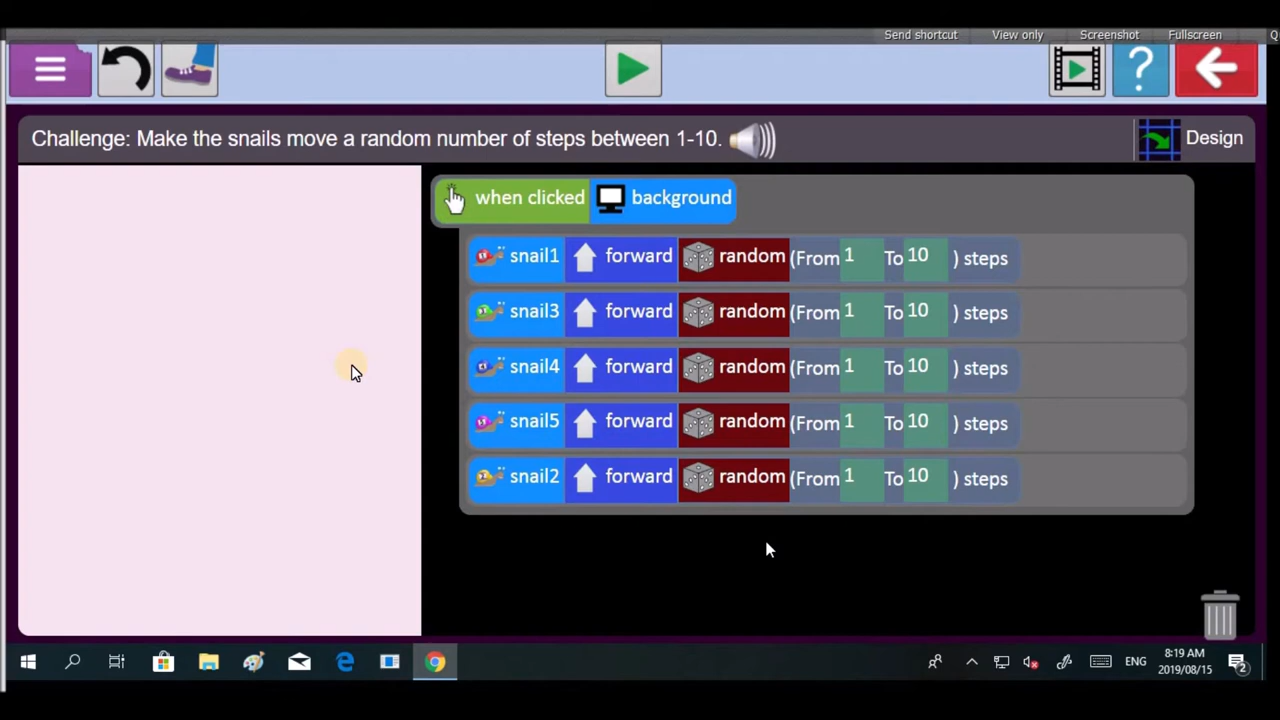 Send shortcut View only Screenshot Fullscreen Q
?
Challenge: Make the snails move a random number of steps between 1-10. Design
when clicked background
snail1 forward random (From 1 To 10 ) steps
snail3 forward random (From 1 To 10 ) steps
snail4 forward random (From 1 To 10 ) steps
snail5 forward random (From 1 To 10 ) steps
snail2 forward random (From 1 To 10 ) steps
ENG 8:19 AM
2019/08/15 2